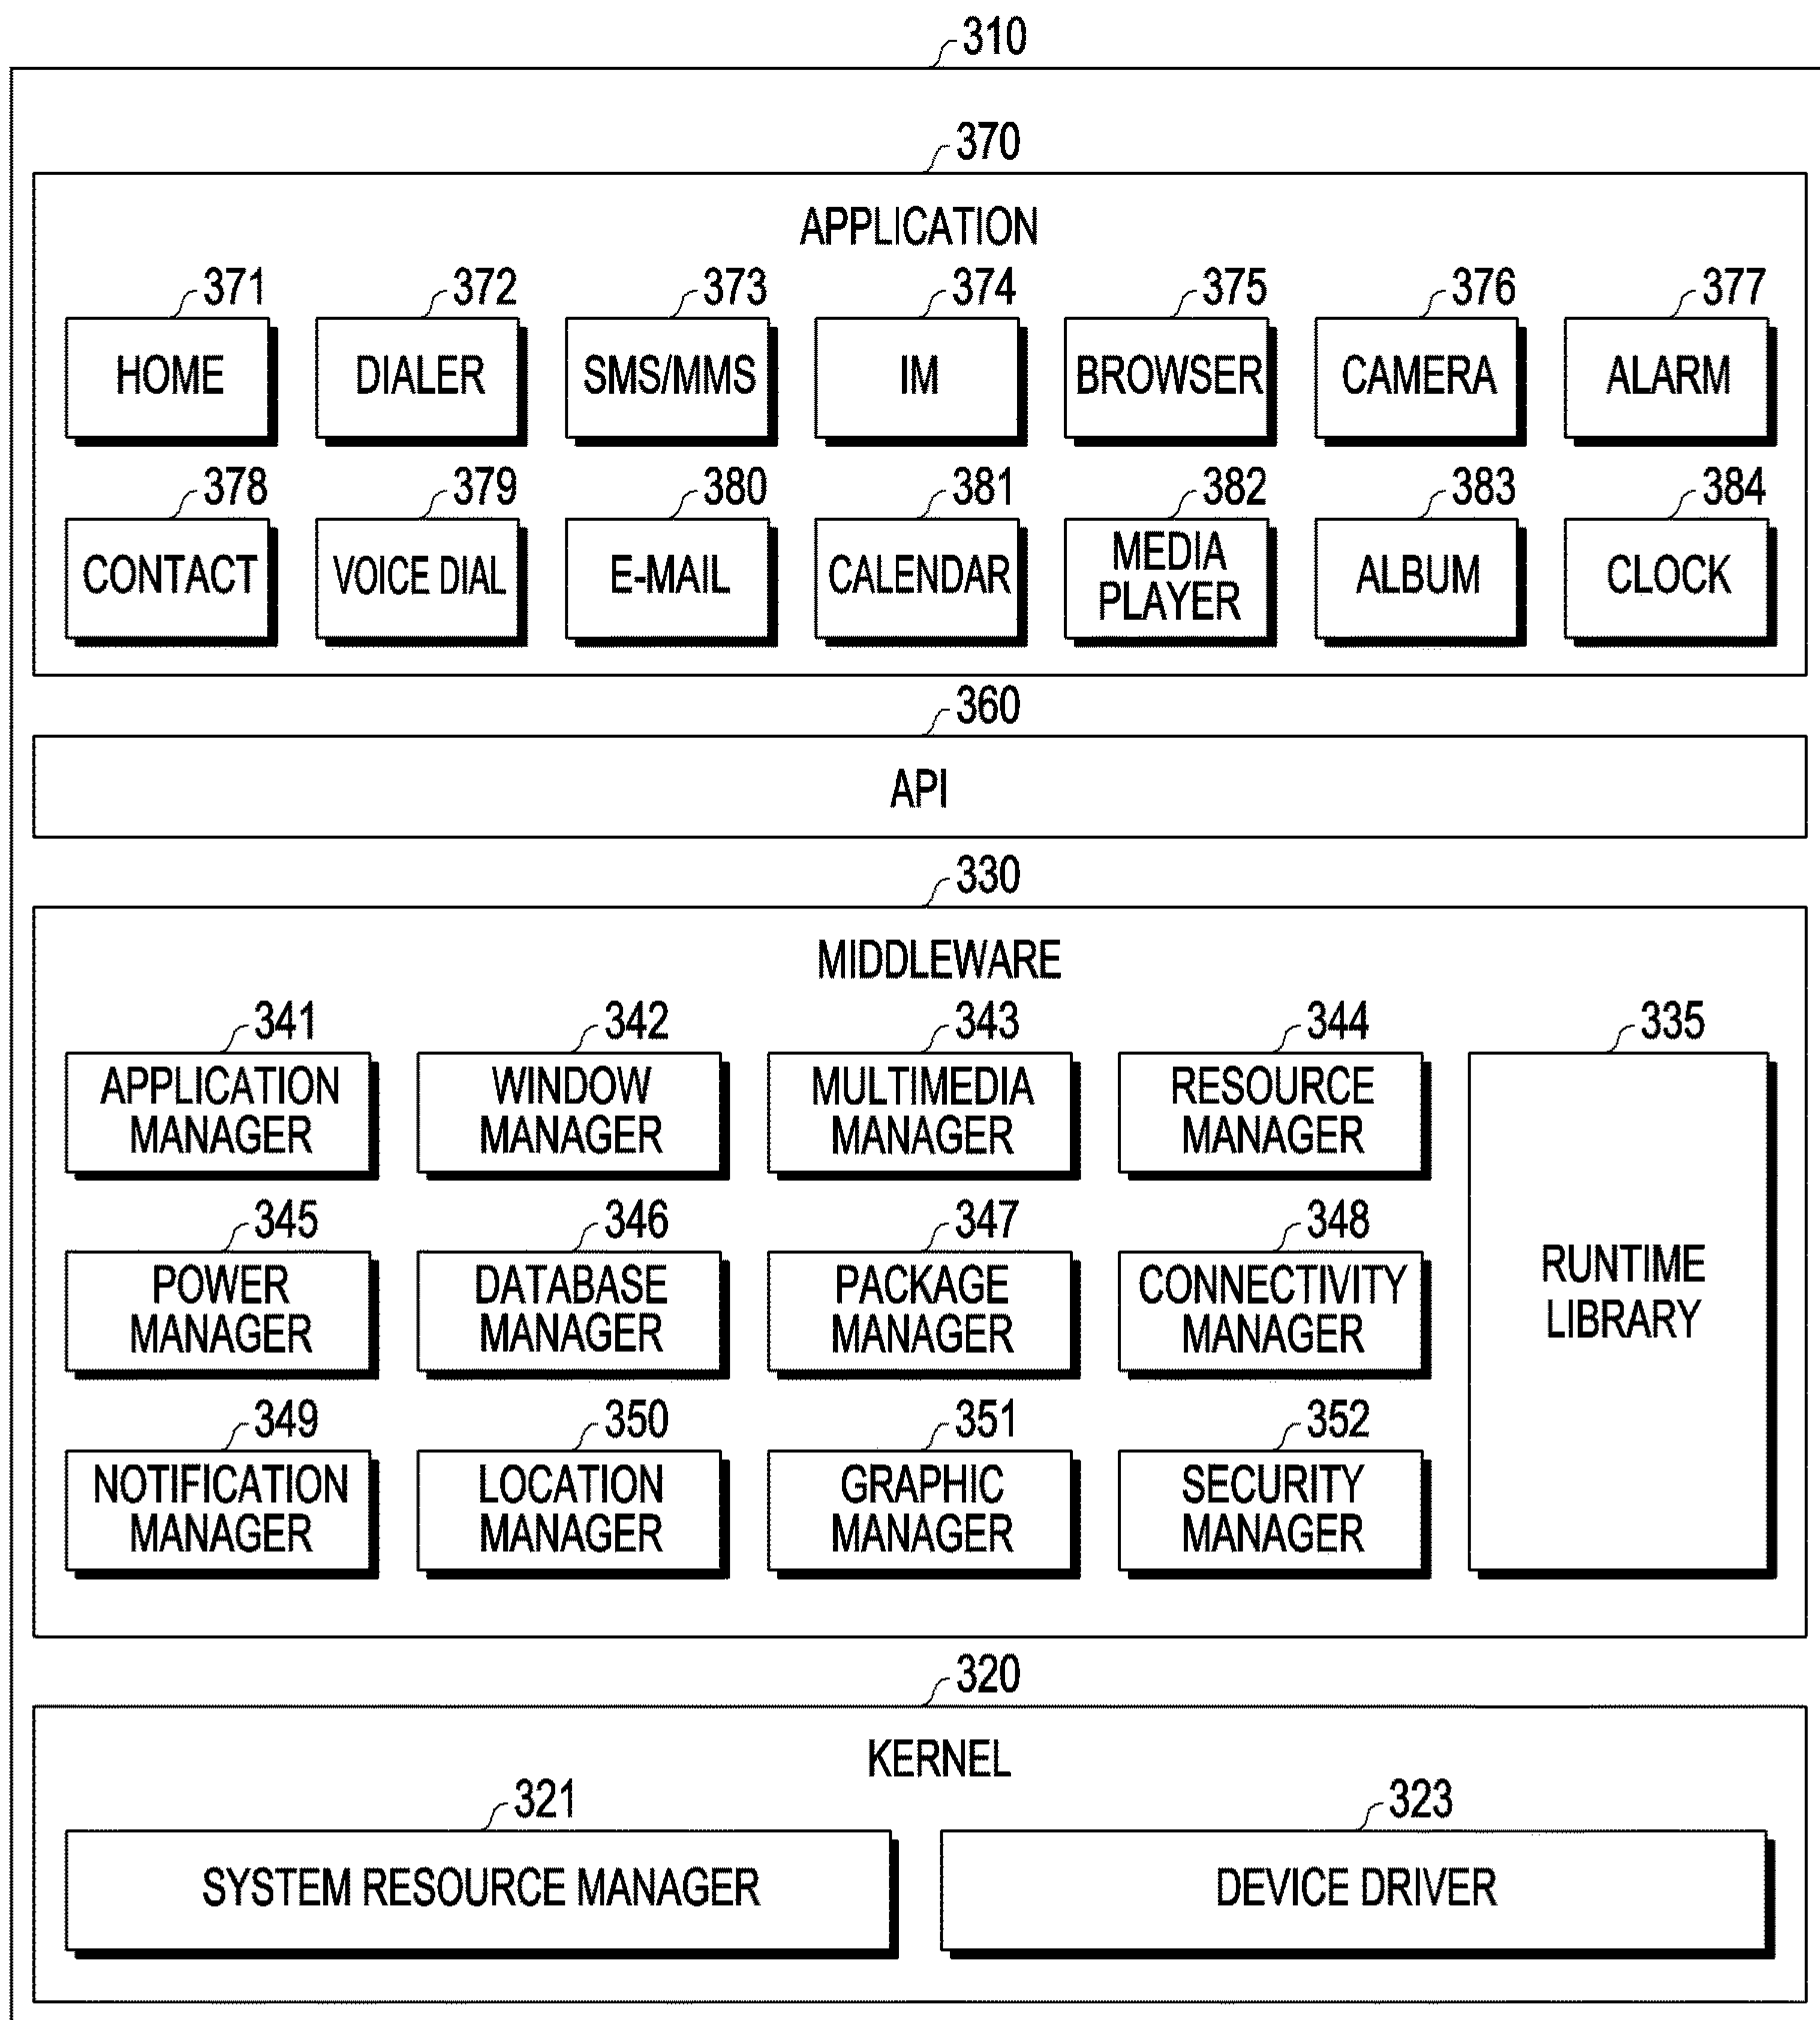 310
370
APPLICATION
371 372 373 374 375 376 377
HOME DIALER SMS/MMS IM BROWSER CAMERA ALARM
378 379 380 381 382 383 384
CONTACT VOICE DIAL E-MAIL CALENDAR MEDIA PLAYER ALBUM CLOCK
360
API
330
MIDDLEWARE
341 342 343 344 335
APPLICATION MANAGER
WINDOW MANAGER
MULTIMEDIA MANAGER
RESOURCE MANAGER
345 346 347 348
POWER MANAGER
DATABASE MANAGER
PACKAGE MANAGER
CONNECTIVITY MANAGER
RUNTIME LIBRARY
349 350 351 352
NOTIFICATION MANAGER
LOCATION MANAGER
GRAPHIC MANAGER
SECURITY MANAGER
320
KERNEL
321 323
SYSTEM RESOURCE MANAGER DEVICE DRIVER